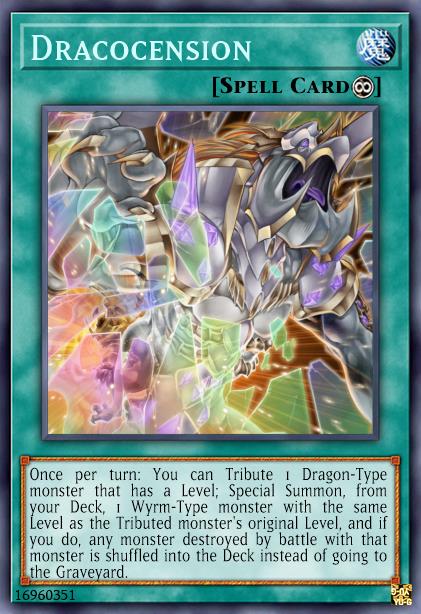 Dracocension
魔
[Spell Card]
Once per turn: You can Tribute 1 Dragon-Type
monster that has a Level; Special Summon, from
your Deck, 1 Wyrm-Type monster with the same
Level as the Tributed monster's original Level, and if
you do, any monster destroyed by battle with that
monster is shuffled into the Deck instead of going to
the Graveyard.
16960351